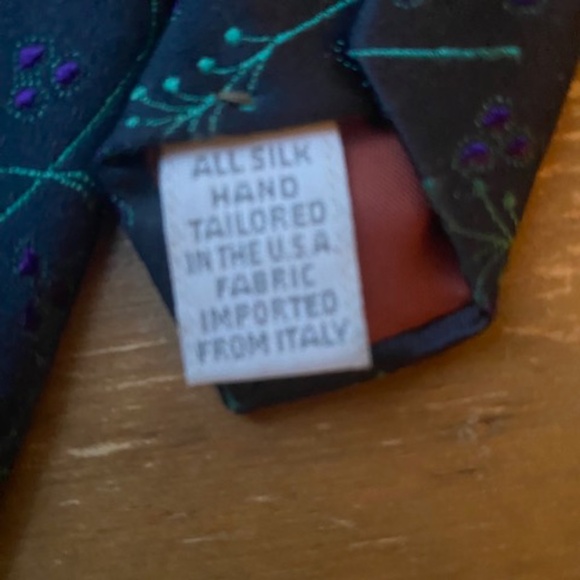 ALL SILK
HAND
TAILORED
IN THE U.S.A.
FABRIC
IMPORTED
FROM ITALY